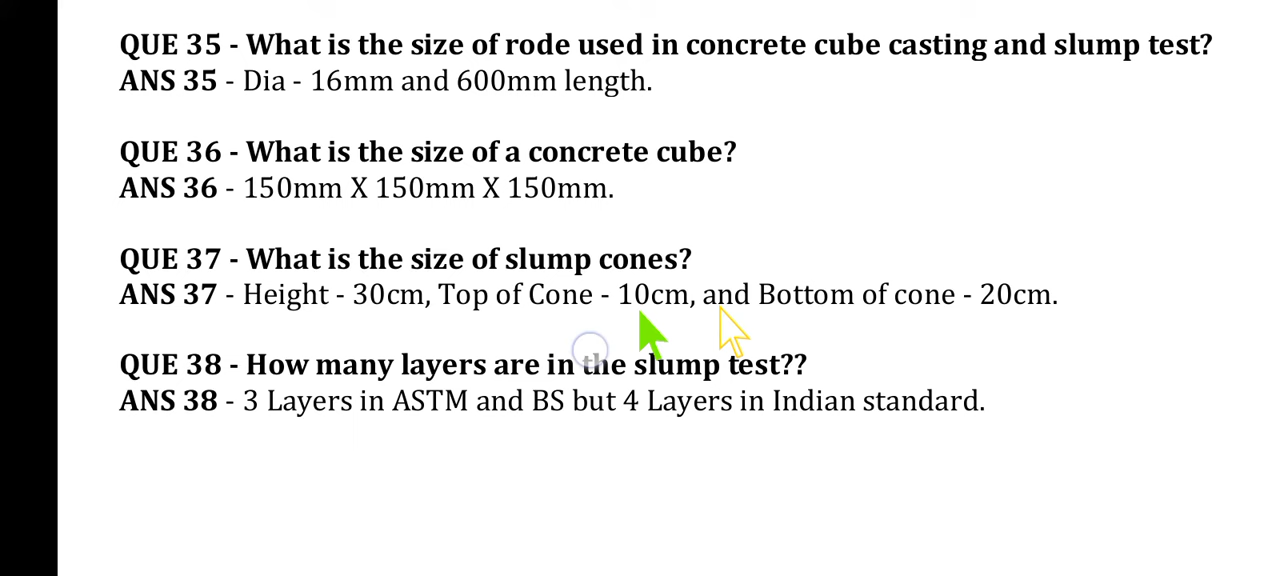 QUE 35 - What is the size of rode used in concrete cube casting and slump test?
ANS 35 - Dia - 16mm and 600mm length.
QUE 36 - What is the size of a concrete cube?
ANS 36 - 150mm X 150mm X 150mm.
QUE 37 - What is the size of slump cones?
ANS 37 - Height - 30cm, Top of Cone - 10cm, and Bottom of cone - 20cm.
QUE 38 - How many layers are in the slump test??
ANS 38 - 3 Layers in ASTM and BS but 4 Layers in Indian standard.